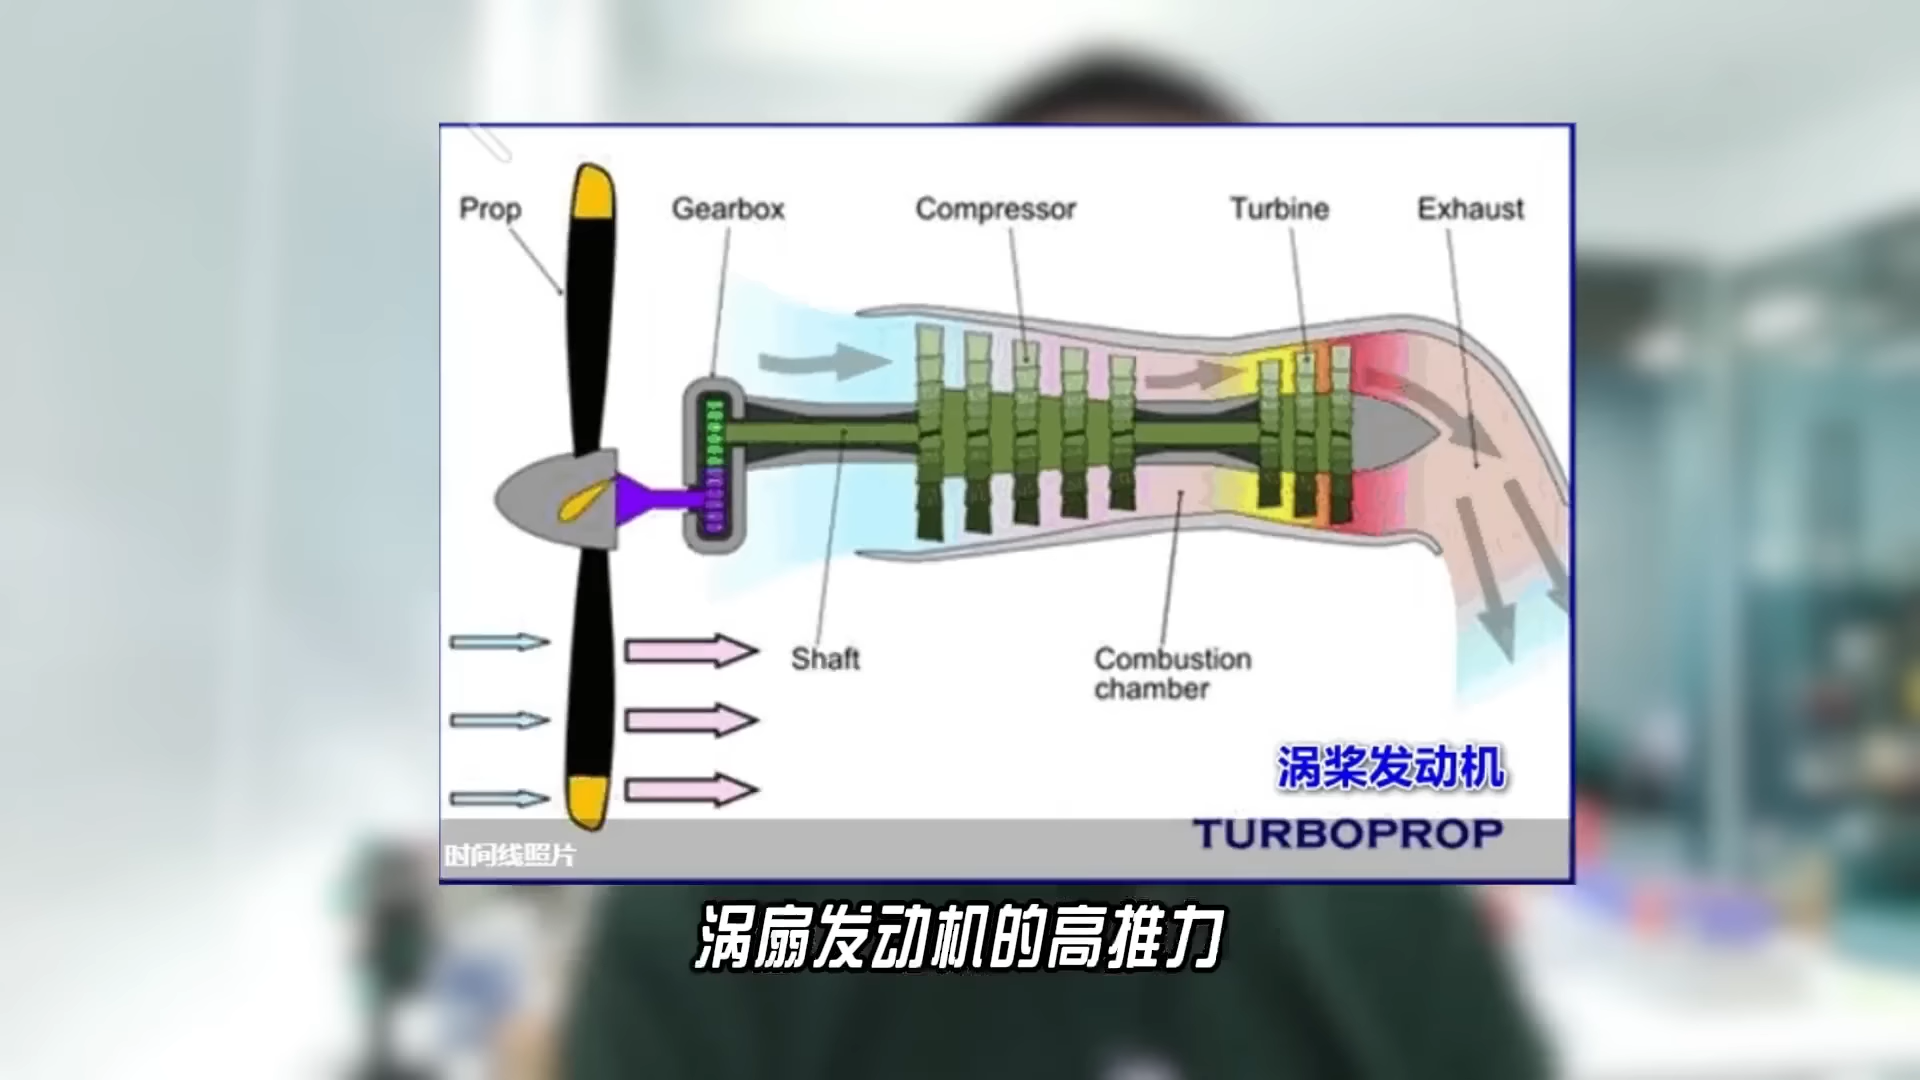 Prop
Gearbox
Compressor
Turbine
Exhaust
Shaft
Combustion
chamber
涡桨发动机
TURBOPROP
时间线照片
涡扇发动机的高推力